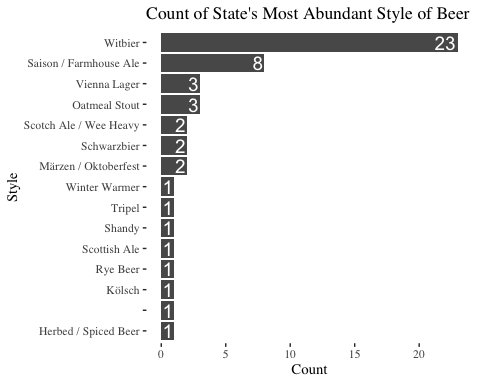 Count of State's Most Abundant Style of Beer
Style
Witbier 23
Saison / Farmhouse Ale 8
Vienna Lager 3
Oatmeal Stout 3
Scotch Ale / Wee Heavy 2
Schwarzbier 2
Märzen / Oktoberfest 2
Winter Warmer 1
Tripel 1
Shandy 1
Scottish Ale 1
Rye Beer 1
Kölsch 1
1
Herbed / Spiced Beer 1
0 5 10 15 20
Count